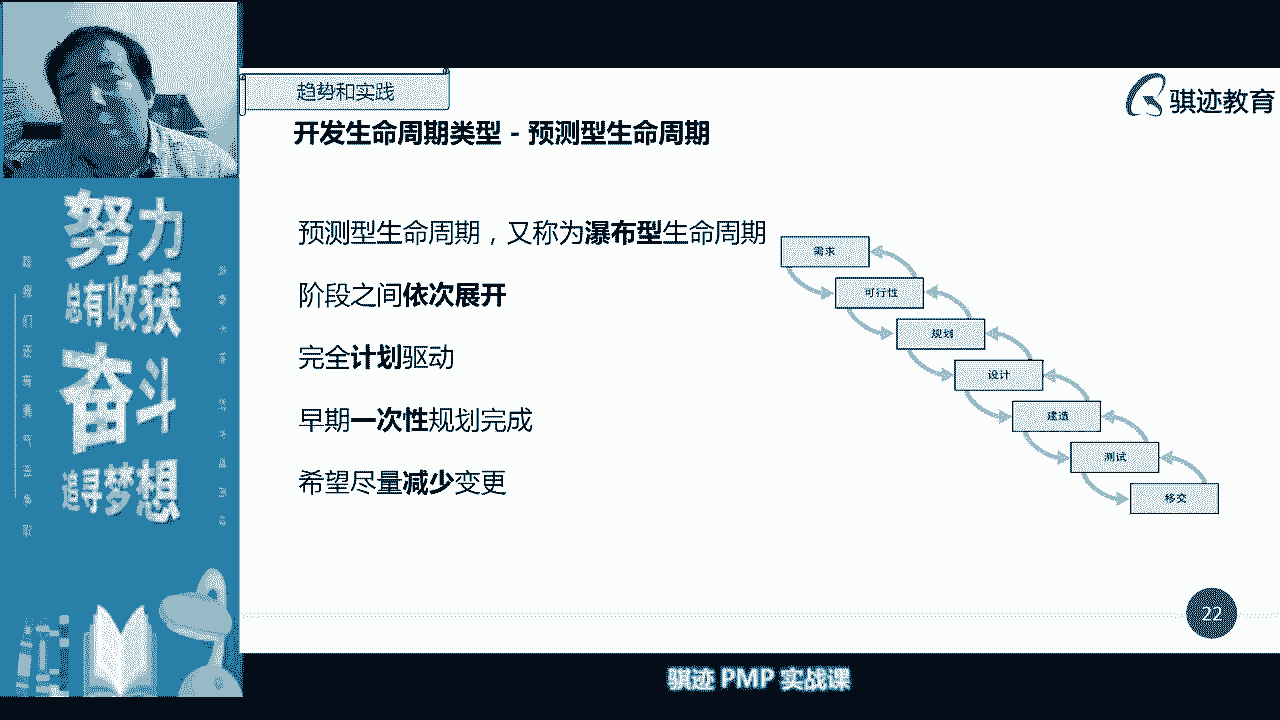 趋势和实践
骐迹教育
开发生命周期类型 - 预测型生命周期
预测型生命周期，又称为瀑布型生命周期
阶段之间依次展开
完全计划驱动
早期一次性规划完成
希望尽量减少变更
需求
可行性
规划
设计
建造
测试
移交
22
努力
总有收获
奋斗
追寻梦想
骐迹 PMP 实战课